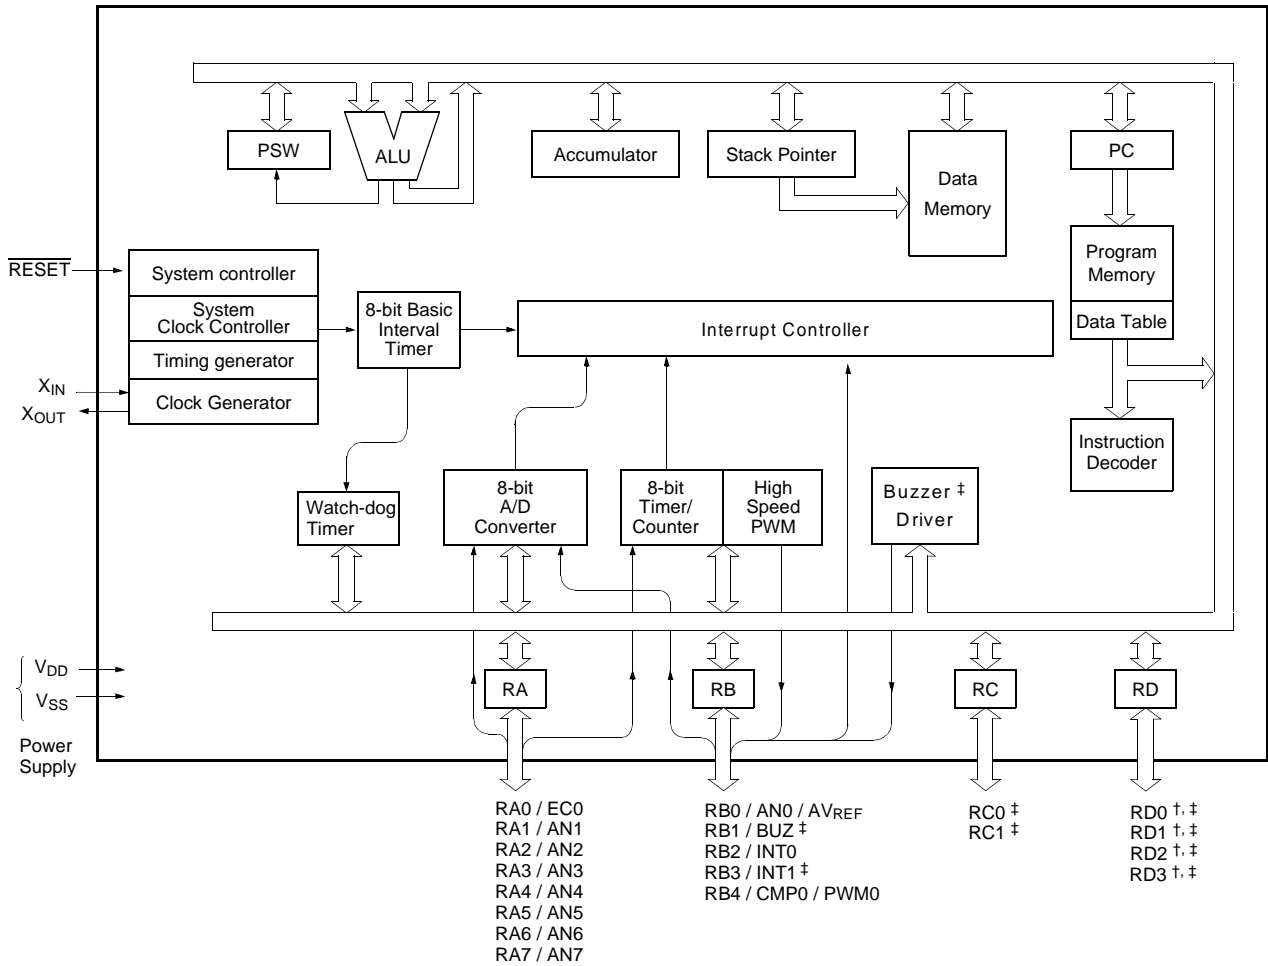 PSW
ALU
Accumulator
Stack Pointer
Data
Memory
PC
Program
Memory
Data Table
Instruction
Decoder
RESET
System controller
System
Clock Controller
Timing generator
Clock Generator
XIN
XOUT
8-bit Basic
Interval
Timer
Interrupt Controller
Watch-dog
Timer
8-bit
A/D
Converter
8-bit
Timer/
Counter
High
Speed
PWM
Buzzer ‡
Driver
VDD
VSS
Power
Supply
RA
RB
RC
RD
RA0 / EC0
RA1 / AN1
RA2 / AN2
RA3 / AN3
RA4 / AN4
RA5 / AN5
RA6 / AN6
RA7 / AN7
RB0 / AN0 / AVREF
RB1 / BUZ ‡
RB2 / INT0
RB3 / INT1 ‡
RB4 / CMP0 / PWM0
RC0 ‡
RC1 ‡
RD0 †, ‡
RD1 †, ‡
RD2 †, ‡
RD3 †, ‡